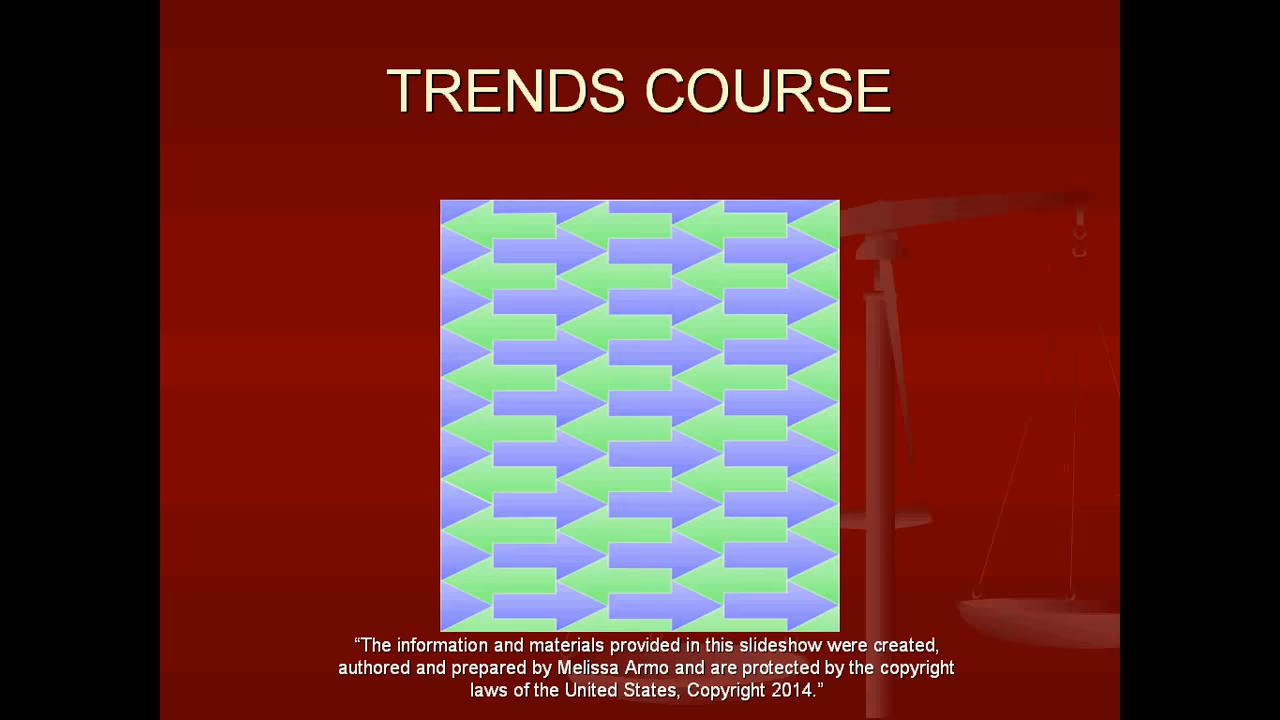 TRENDS COURSE
“The information and materials provided in this slideshow were created,
authored and prepared by Melissa Armo and are protected by the copyright
laws of the United States, Copyright 2014.”